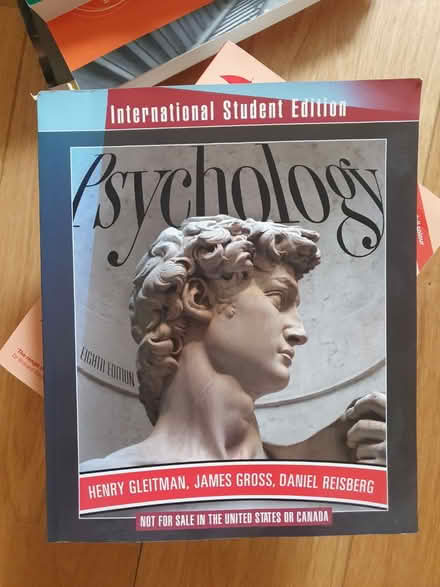 International Student Edition
Psychology
EIGHTH EDITION
HENRY GLEITMAN, JAMES GROSS, DANIEL REISBERG
NOT FOR SALE IN THE UNITED STATES OR CANADA